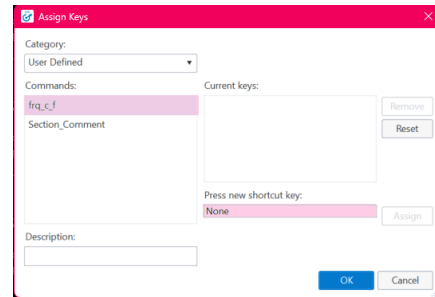 Assign Keys
Category:
User Defined
Commands:
frq_c_f
Section_Comment
Current keys:
Remove
Reset
Press new shortcut key:
None
Assign
Description:
OK
Cancel